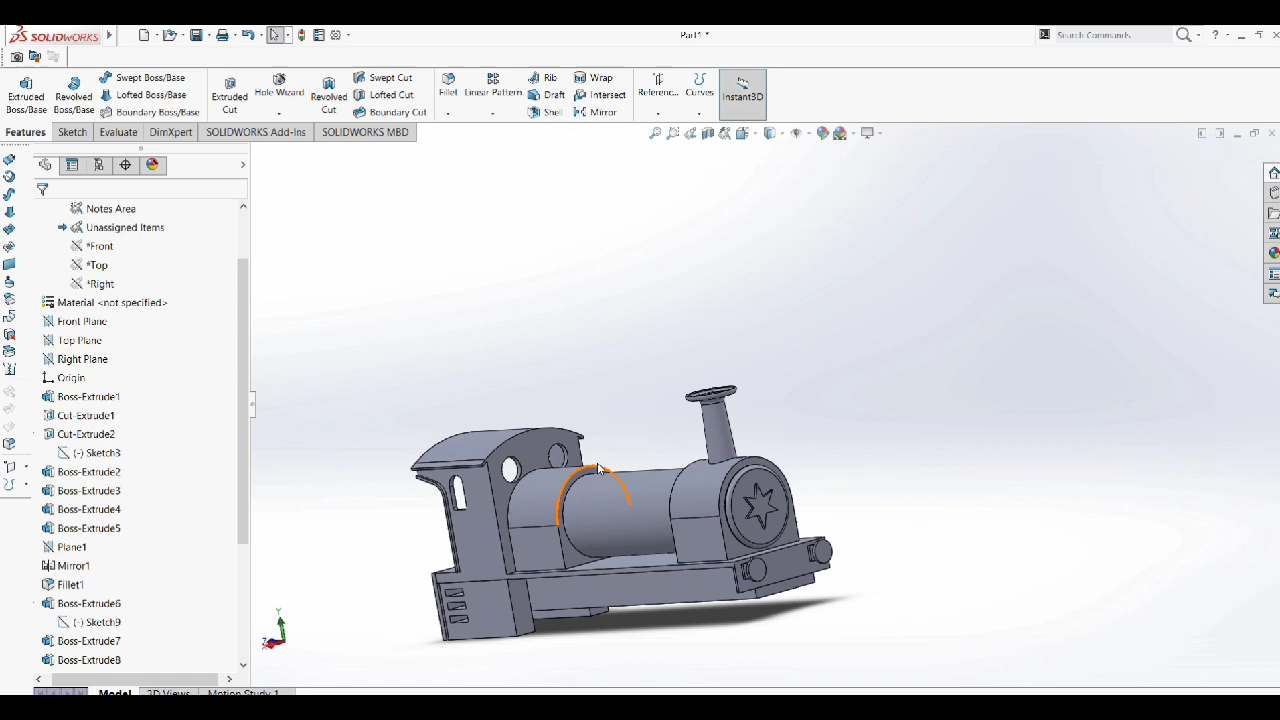 SOLIDWORKS
Part1 *
Search Commands
?
Extruded Boss/Base
Revolved Boss/Base
Swept Boss/Base
Lofted Boss/Base
Boundary Boss/Base
Extruded Cut
Hole Wizard
Revolved Cut
Swept Cut
Lofted Cut
Boundary Cut
Fillet
Linear Pattern
Rib
Draft
Shell
Wrap
Intersect
Mirror
Referenc...
Curves
Instant3D
Features
Sketch
Evaluate
DimXpert
SOLIDWORKS Add-Ins
SOLIDWORKS MBD
Notes Area
Unassigned Items
*Front
*Top
*Right
Material <not specified>
Front Plane
Top Plane
Right Plane
Origin
Boss-Extrude1
Cut-Extrude1
Cut-Extrude2
(-) Sketch3
Boss-Extrude2
Boss-Extrude3
Boss-Extrude4
Boss-Extrude5
Plane1
Mirror1
Fillet1
Boss-Extrude6
(-) Sketch9
Boss-Extrude7
Boss-Extrude8
Y
Z
X
Model
3D Views
Motion Study 1